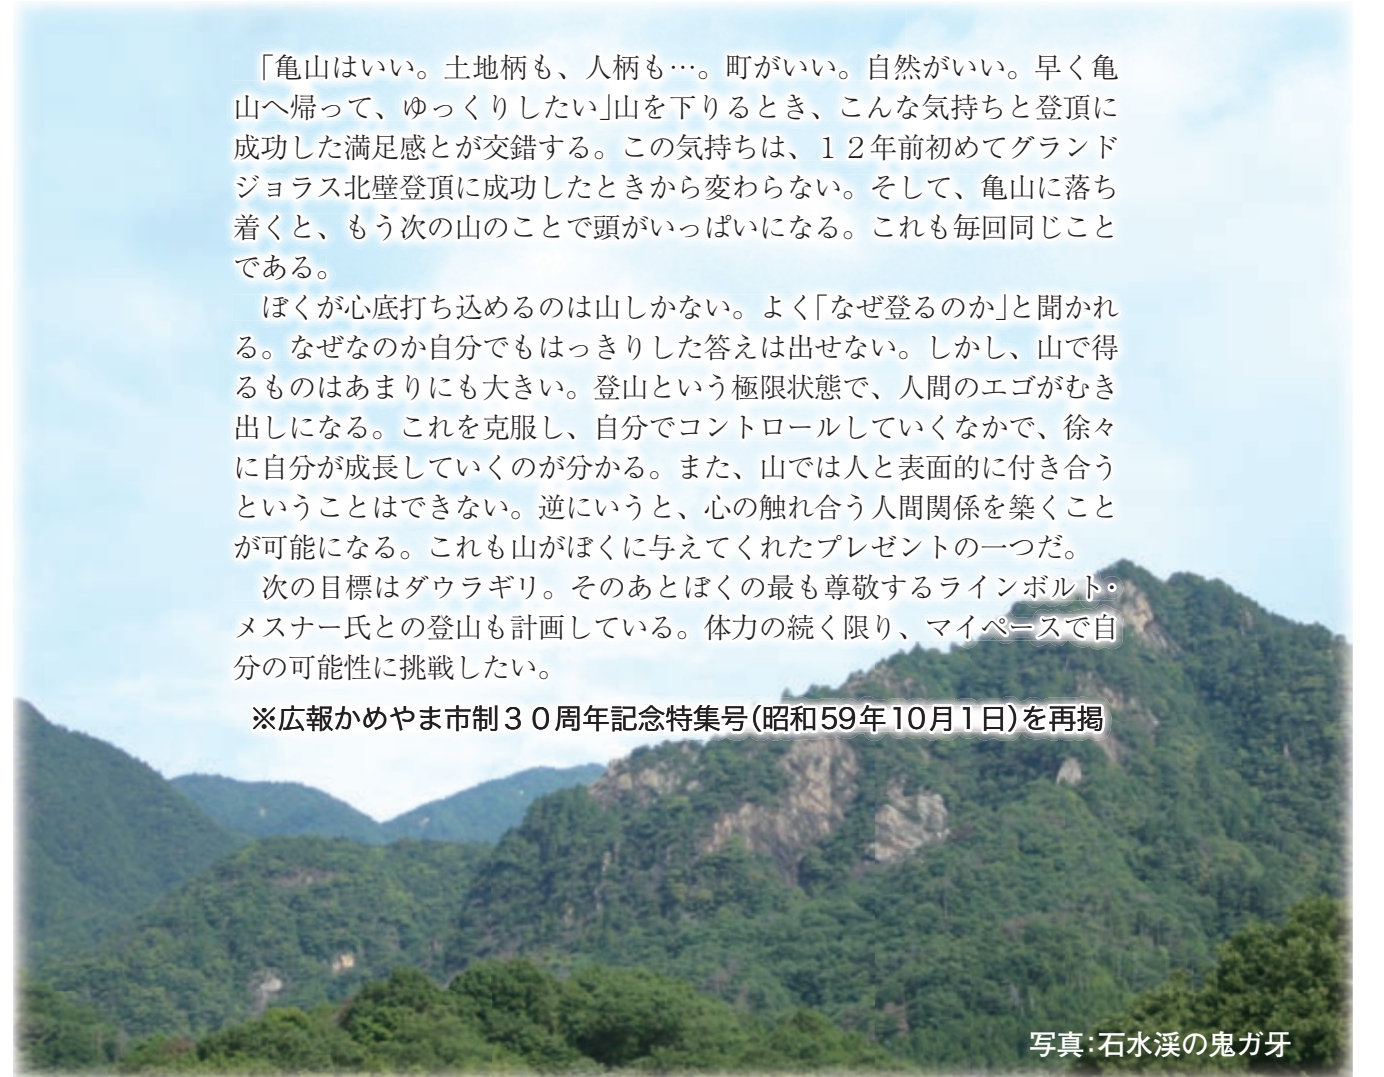 「亀山はいい。土地柄も、人柄も…。町がいい。自然がいい。早く亀
山へ帰って、ゆっくりしたい」山を下りるとき、こんな気持ちと登頂に
成功した満足感とが交錯する。この気持ちは、１２年前初めてグランド
ジョラス北壁登頂に成功したときから変わらない。そして、亀山に落ち
着くと、もう次の山のことで頭がいっぱいになる。これも毎回同じこと
である。
　ぼくが心底打ち込めるのは山しかない。よく「なぜ登るのか」と聞かれ
る。なぜなのか自分でもはっきりした答えは出せない。しかし、山で得
るものはあまりにも大きい。登山という極限状態で、人間のエゴがむき
出しになる。これを克服し、自分でコントロールしていくなかで、徐々
に自分が成長していくのが分かる。また、山では人と表面的に付き合う
ということはできない。逆にいうと、心の触れ合う人間関係を築くこと
が可能になる。これも山がぼくに与えてくれたプレゼントの一つだ。
　次の目標はダウラギリ。そのあとぼくの最も尊敬するラインボルト・
メスナー氏との登山も計画している。体力の続く限り、マイペースで自
分の可能性に挑戦したい。
※広報かめやま市制３０周年記念特集号（昭和59年10月1日）を再掲
写真：石水渓の鬼ガ牙